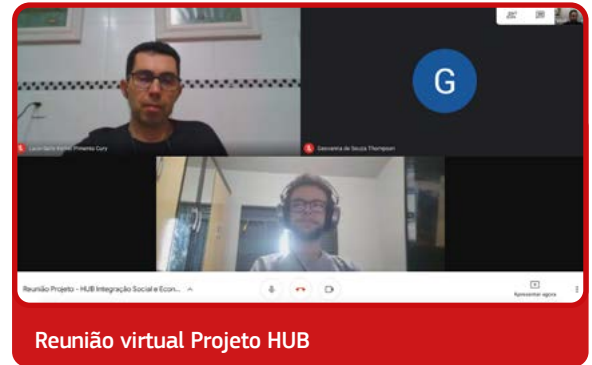 G
Reunião Projeto - HUB Integração Social e Econ...
Apresentar agora
Reunião virtual Projeto HUB